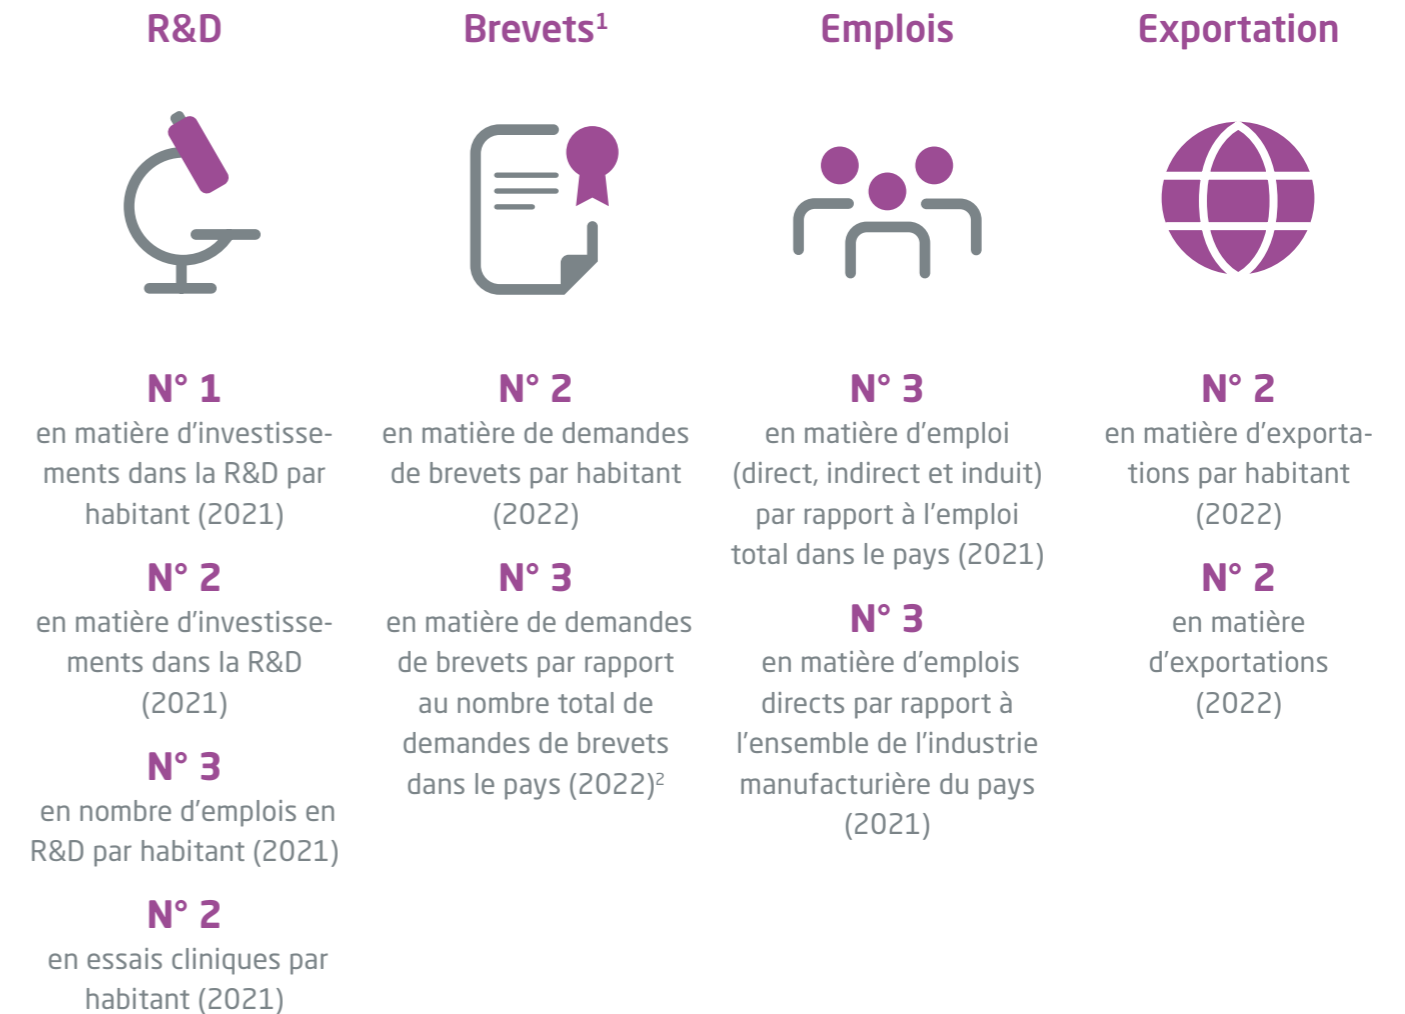 R&D
N° 1
en matière d'investisse-
ments dans la R&D par
habitant (2021)
N° 2
en matière d'investisse-
ments dans la R&D
(2021)
N° 3
en nombre d'emplois en
R&D par habitant (2021)
N° 2
en essais cliniques par
habitant (2021)
Brevets¹
N° 2
en matière de demandes
de brevets par habitant
(2022)
N° 3
en matière de demandes
de brevets par rapport
au nombre total de
demandes de brevets
dans le pays (2022)²
Emplois
N° 3
en matière d'emploi
(direct, indirect et induit)
par rapport à l'emploi
total dans le pays (2021)
N° 3
en matière d'emplois
directs par rapport à
l'ensemble de l'industrie
manufacturière du pays
(2021)
Exportation
N° 2
en matière d'exporta-
tions par habitant
(2022)
N° 2
en matière
d'exportations
(2022)